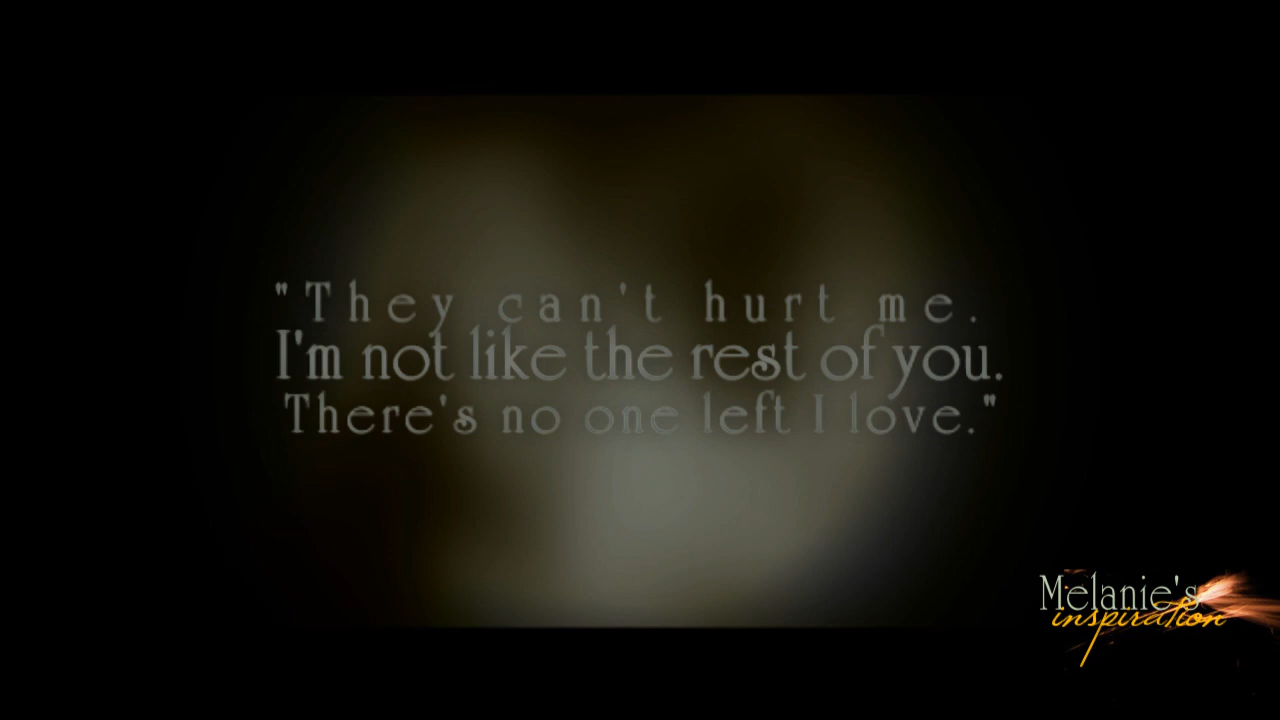 "They can't hurt me.
I'm not like the rest of you.
There's no one left I love."
Melanie's
inspiration